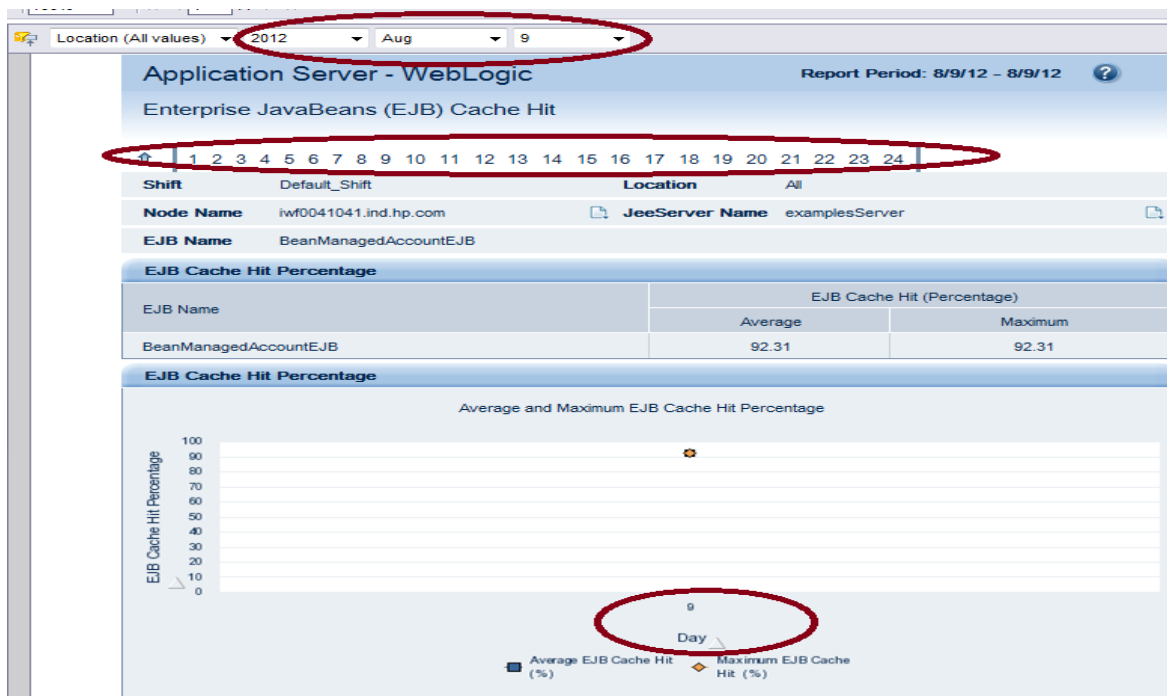 Location (All values) 2012 Aug 9
Application Server - WebLogic Report Period: 8/9/12 - 8/9/12 ?
Enterprise JavaBeans (EJB) Cache Hit
1 2 3 4 5 6 7 8 9 10 11 12 13 14 15 16 17 18 19 20 21 22 23 24
Shift Default_Shift Location All
Node Name iwf0041041.ind.hp.com JeeServer Name examplesServer
EJB Name BeanManagedAccountEJB
EJB Cache Hit Percentage
EJB Name EJB Cache Hit (Percentage)
Average Maximum
BeanManagedAccountEJB 92.31 92.31
EJB Cache Hit Percentage
Average and Maximum EJB Cache Hit Percentage
EJB Cache Hit Percentage
100
90
80
70
60
50
40
30
20
10
0
9
Day
Average EJB Cache Hit (%)
Maximum EJB Cache Hit (%)